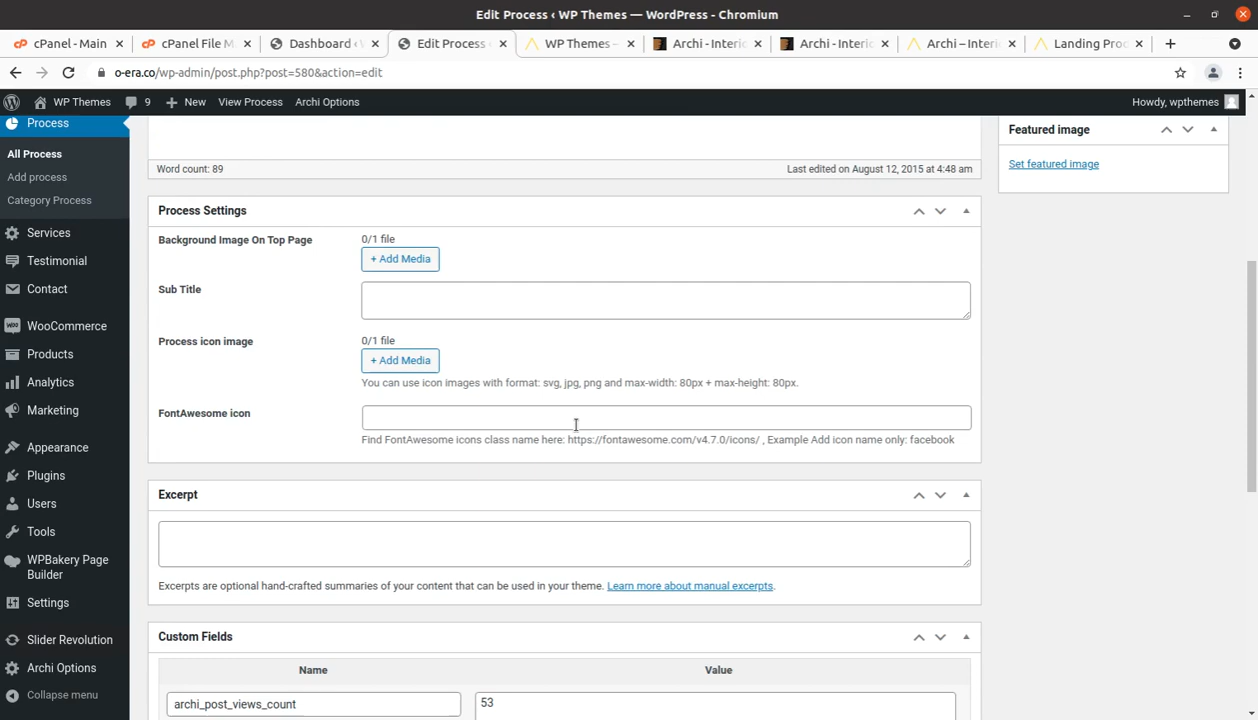 Edit Process ‹ WP Themes — WordPress - Chromium
cPanel - Main
cPanel File M
Dashboard ‹
Edit Process ‹
WP Themes –
Archi - Interio
Archi - Interio
Archi – Interi
Landing Proc
o-era.co/wp-admin/post.php?post=580&action=edit
WP Themes
9
New
View Process
Archi Options
Howdy, wpthemes
Process
All Process
Add process
Category Process
Services
Testimonial
Contact
WooCommerce
Products
Analytics
Marketing
Appearance
Plugins
Users
Tools
WPBakery Page
Builder
Settings
Slider Revolution
Archi Options
Collapse menu
Word count: 89
Last edited on August 12, 2015 at 4:48 am
Process Settings
Background Image On Top Page
0/1 file
+ Add Media
Sub Title
Process icon image
0/1 file
+ Add Media
You can use icon images with format: svg, jpg, png and max-width: 80px + max-height: 80px.
FontAwesome icon
Find FontAwesome icons class name here: https://fontawesome.com/v4.7.0/icons/ , Example Add icon name only: facebook
Excerpt
Excerpts are optional hand-crafted summaries of your content that can be used in your theme. Learn more about manual excerpts.
Custom Fields
Name
Value
archi_post_views_count
53
Featured image
Set featured image